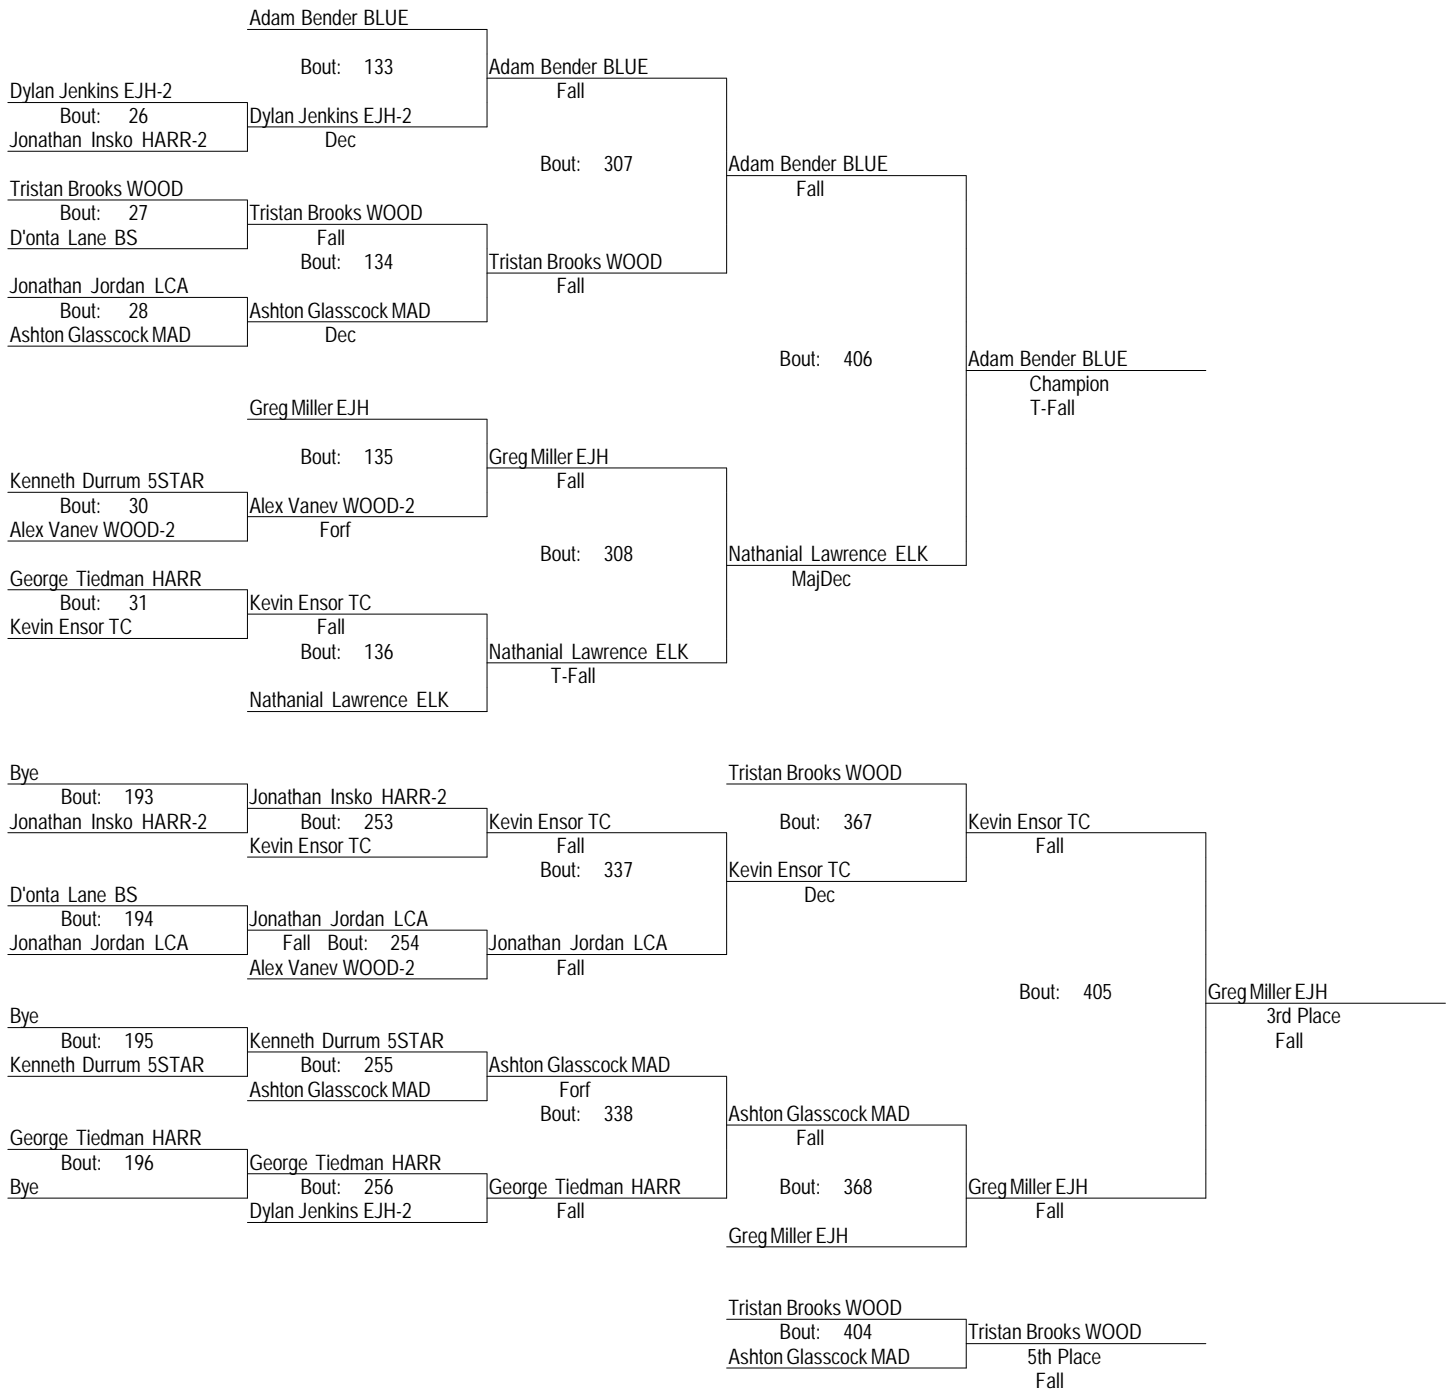 Adam Bender BLUE
Bout: 133 Adam Bender BLUE
Dylan Jenkins EJH-2 Fall
Bout: 26 Dylan Jenkins EJH-2
Jonathan Insko HARR-2 Dec
Bout: 307 Adam Bender BLUE
Tristan Brooks WOOD Fall
Bout: 27 Tristan Brooks WOOD
D'onta Lane BS Fall
Bout: 134 Tristan Brooks WOOD
Jonathan Jordan LCA Fall
Bout: 28 Ashton Glasscock MAD
Ashton Glasscock MAD Dec
Bout: 406 Adam Bender BLUE
Champion
Greg Miller EJH T-Fall
Bout: 135 Greg Miller EJH
Kenneth Durrum 5STAR Fall
Bout: 30 Alex Vanev WOOD-2
Alex Vanev WOOD-2 Forf
Bout: 308 Nathanial Lawrence ELK
George Tiedman HARR MajDec
Bout: 31 Kevin Ensor TC
Kevin Ensor TC Fall
Bout: 136 Nathanial Lawrence ELK
T-Fall
Nathanial Lawrence ELK
Bye Tristan Brooks WOOD
Bout: 193 Jonathan Insko HARR-2
Jonathan Insko HARR-2 Bout: 253 Kevin Ensor TC Bout: 367 Kevin Ensor TC
Kevin Ensor TC Fall Fall
Bout: 337 Kevin Ensor TC
D'onta Lane BS Dec
Bout: 194 Jonathan Jordan LCA
Jonathan Jordan LCA Fall Bout: 254 Jonathan Jordan LCA
Alex Vanev WOOD-2 Fall
Bout: 405 Greg Miller EJH
Bye 3rd Place
Bout: 195 Kenneth Durrum 5STAR Fall
Kenneth Durrum 5STAR Bout: 255 Ashton Glasscock MAD
Ashton Glasscock MAD Forf
Bout: 338 Ashton Glasscock MAD
George Tiedman HARR Fall
Bout: 196 George Tiedman HARR
Bye Bout: 256 George Tiedman HARR Bout: 368 Greg Miller EJH
Dylan Jenkins EJH-2 Fall Fall
Greg Miller EJH
Tristan Brooks WOOD
Bout: 404 Tristan Brooks WOOD
Ashton Glasscock MAD 5th Place
Fall